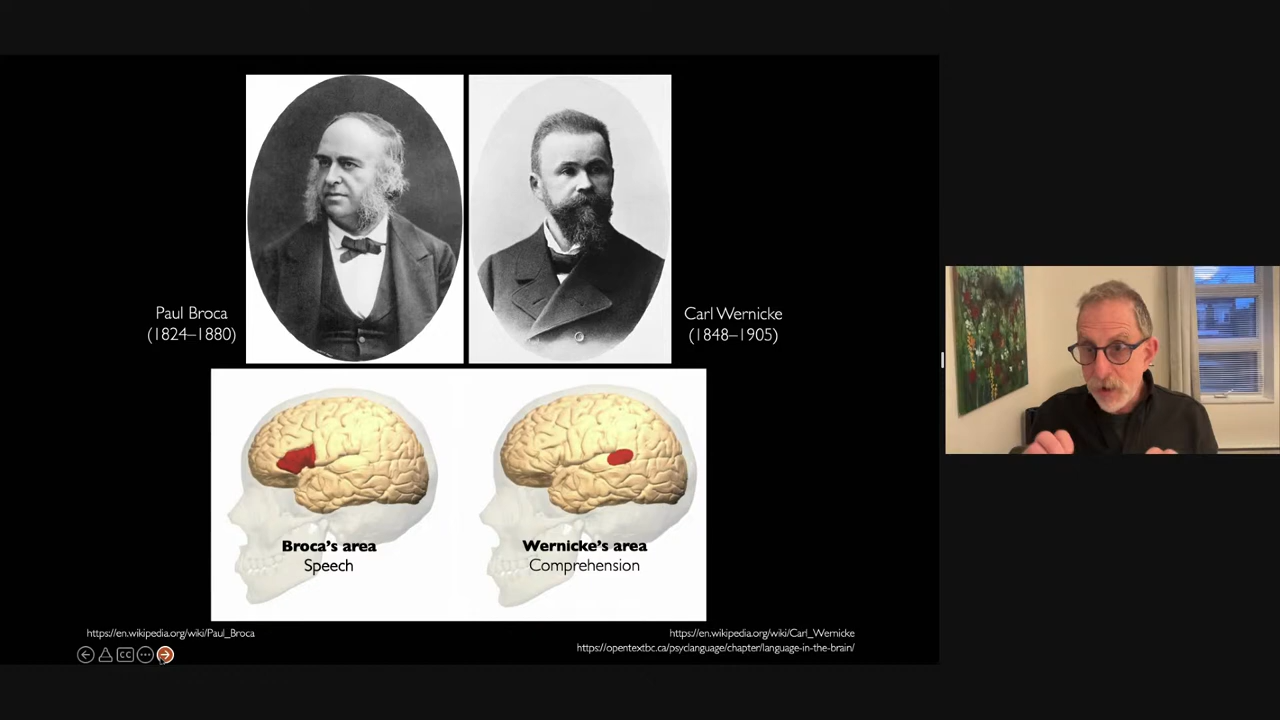 Paul Broca
(1824–1880)
Carl Wernicke
(1848–1905)
Broca's area
Speech
Wernicke's area
Comprehension
https://en.wikipedia.org/wiki/Paul_Broca
https://en.wikipedia.org/wiki/Carl_Wernicke
https://opentextbc.ca/psyclanguage/chapter/language-in-the-brain/
CC